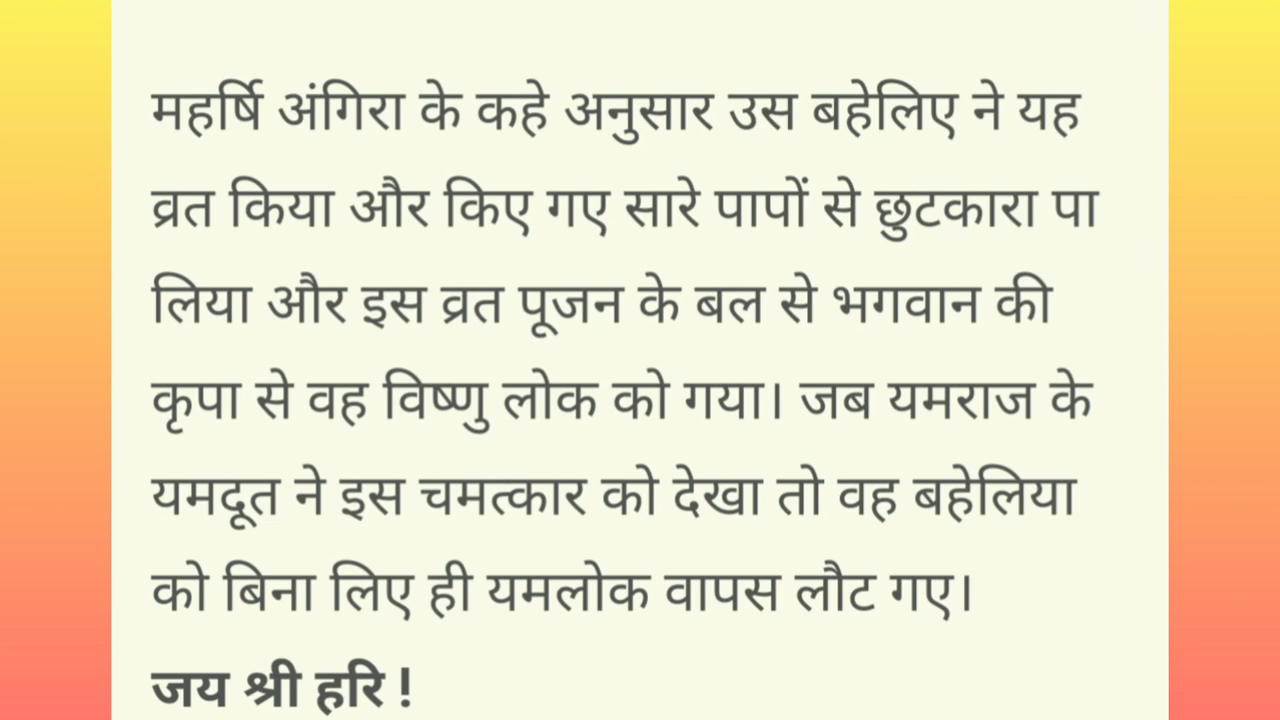 महर्षि अंगिरा के कहे अनुसार उस बहेलिए ने यह
व्रत किया और किए गए सारे पापों से छुटकारा पा
लिया और इस व्रत पूजन के बल से भगवान की
कृपा से वह विष्णु लोक को गया। जब यमराज के
यमदूत ने इस चमत्कार को देखा तो वह बहेलिया
को बिना लिए ही यमलोक वापस लौट गए।
जय श्री हरि !